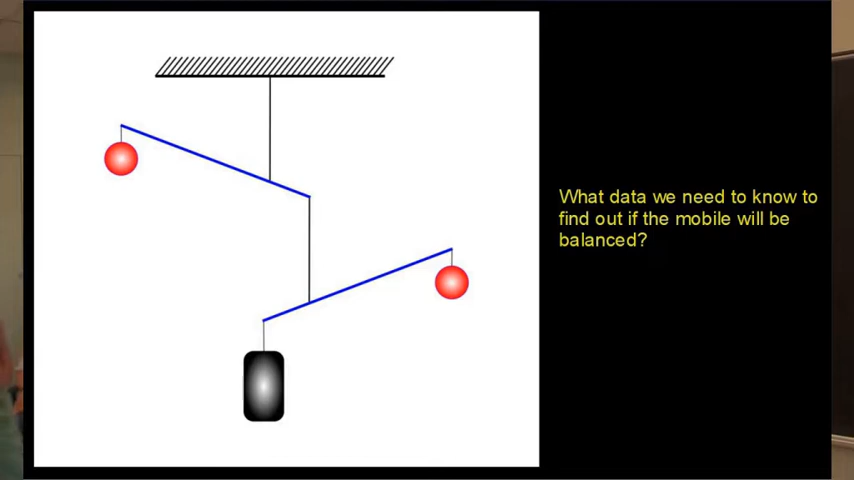 What data we need to know to
find out if the mobile will be
balanced?